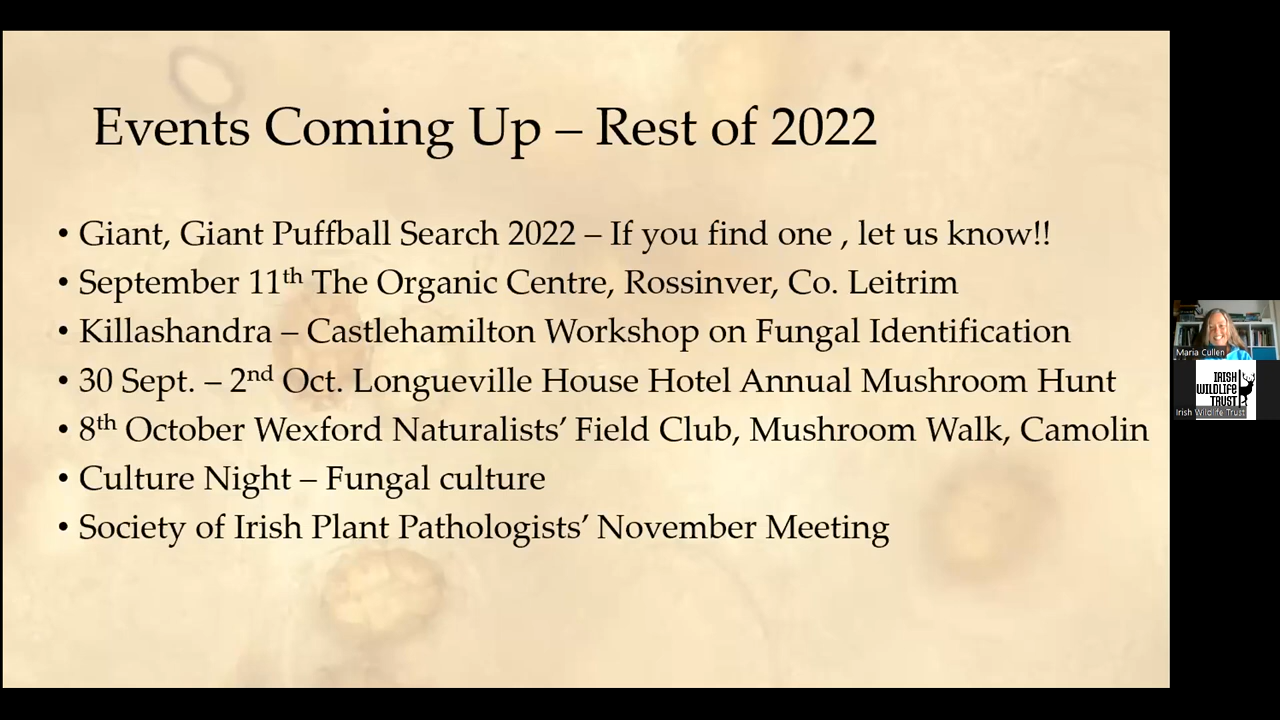 Events Coming Up – Rest of 2022
• Giant, Giant Puffball Search 2022 – If you find one , let us know!!
• September 11th The Organic Centre, Rossinver, Co. Leitrim
• Killashandra – Castlehamilton Workshop on Fungal Identification
• 30 Sept. – 2nd Oct. Longueville House Hotel Annual Mushroom Hunt
• 8th October Wexford Naturalists’ Field Club, Mushroom Walk, Camolin
• Culture Night – Fungal culture
• Society of Irish Plant Pathologists’ November Meeting
Maria Cullen
IRISH
WILDLIFE
TRUST
Irish Wildlife Trust